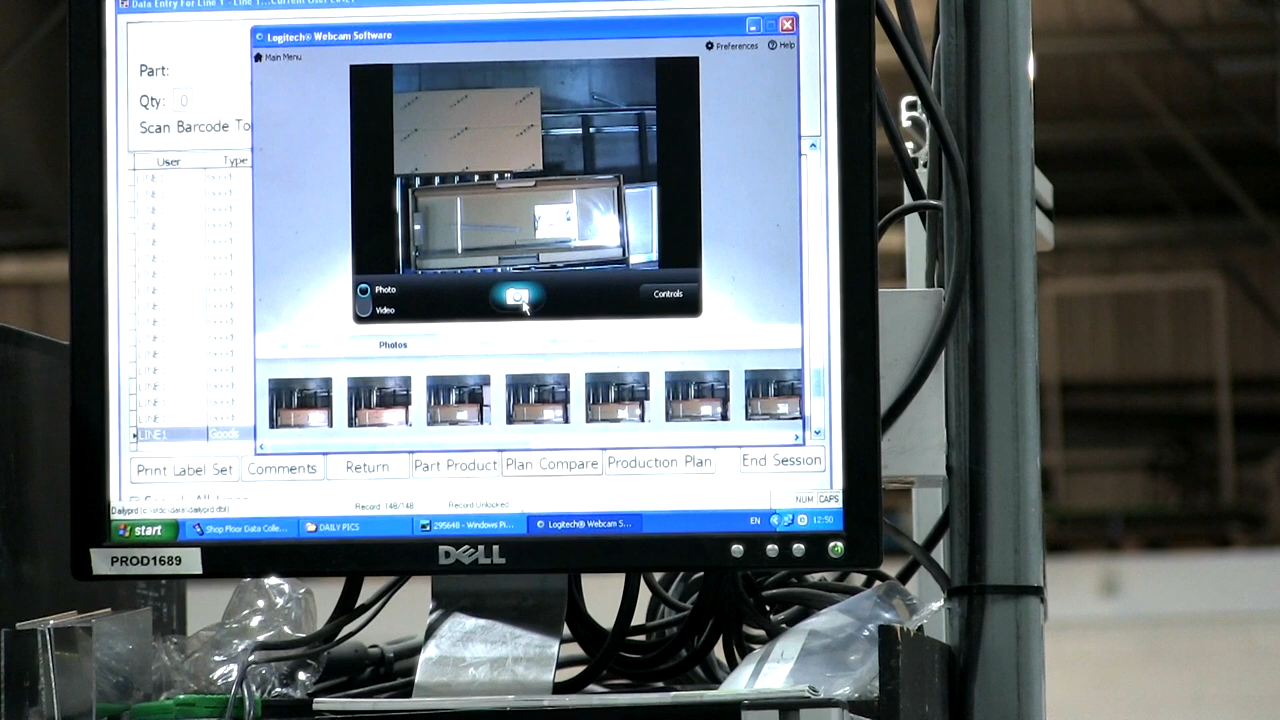 Data Entry For Line 1 - Line 1...Current User LINE1
Logitech® Webcam Software
Main Menu
Preferences
Help
Part:
Qty: 0
Scan Barcode To
User Type
Photo
Video
Controls
Photos
LINE1 Goods
Print Label Set
Comments
Return
Part Product
Plan Compare
Production Plan
End Session
Record: 148/148
Record Unlocked
NUM CAPS
start
Shop Floor Data Colle...
DAILY PICS
295648 - Windows Pi...
Logitech® Webcam S...
EN
12:50
PROD1689
DELL
5